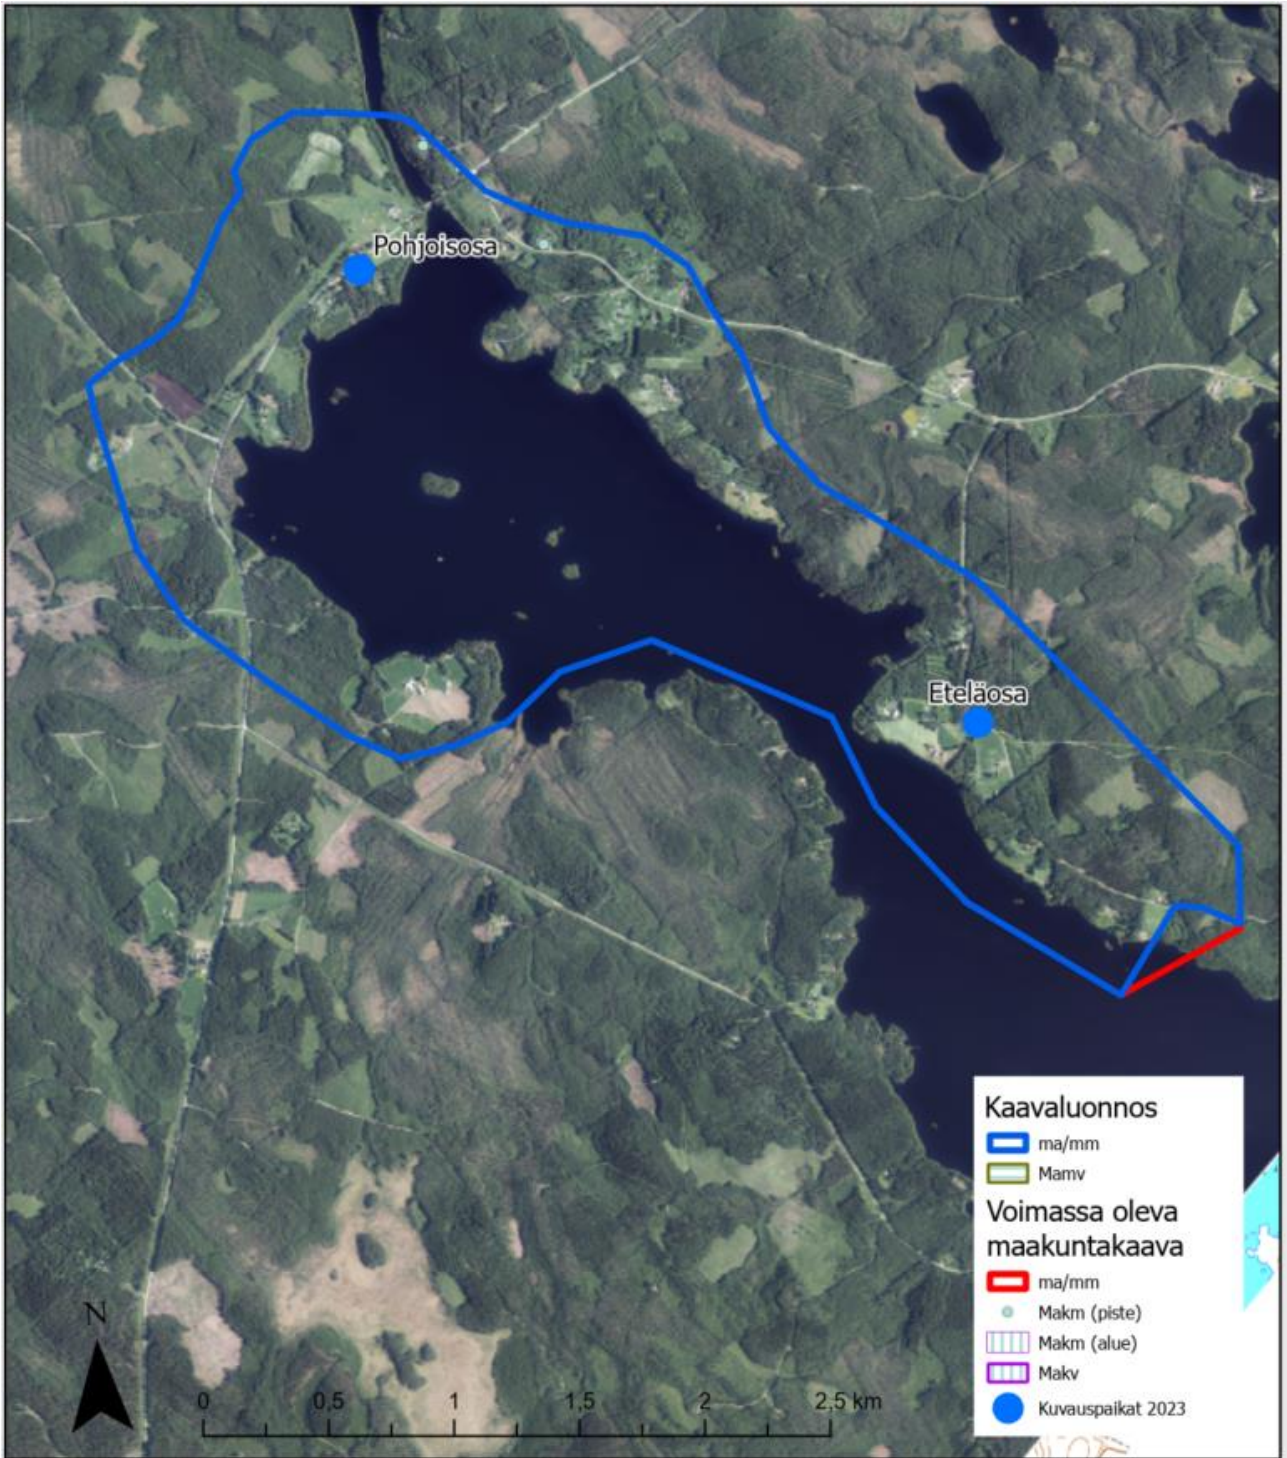 Pohjoisosa
Eteläosa
Kaavaluonnos
ma/mm
Mamv
Voimassa oleva
maakuntakaava
ma/mm
Makm (piste)
Makm (alue)
Makv
Kuvauspaikat 2023
N
0 0,5 1 1,5 2 2,5 km